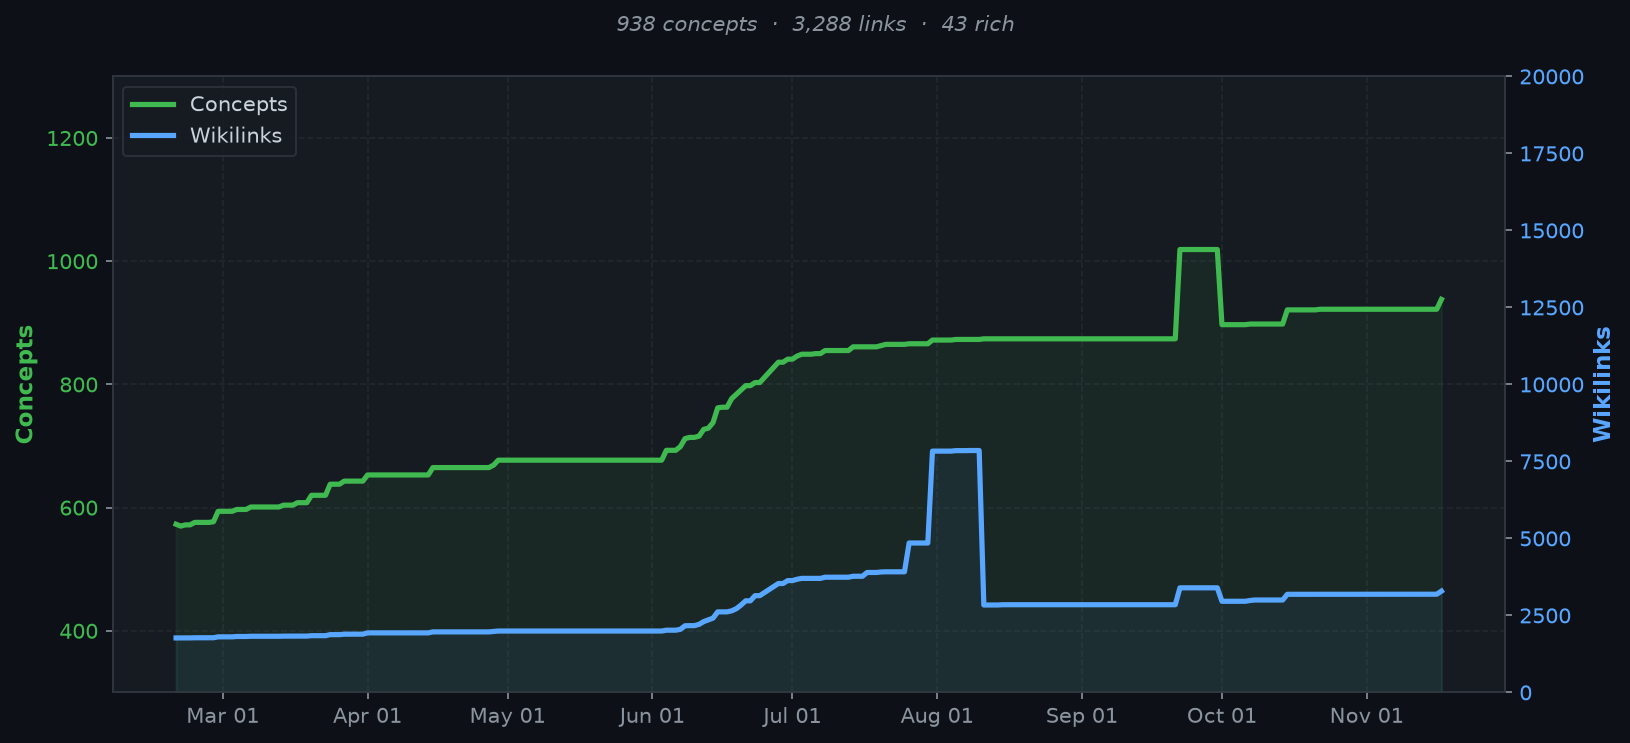 938 concepts · 3,288 links · 43 rich
Concepts
Wikilinks
1200
1000
800
600
400
Concepts
20000
17500
15000
12500
10000
7500
5000
2500
0
Wikilinks
Mar 01 Apr 01 May 01 Jun 01 Jul 01 Aug 01 Sep 01 Oct 01 Nov 01